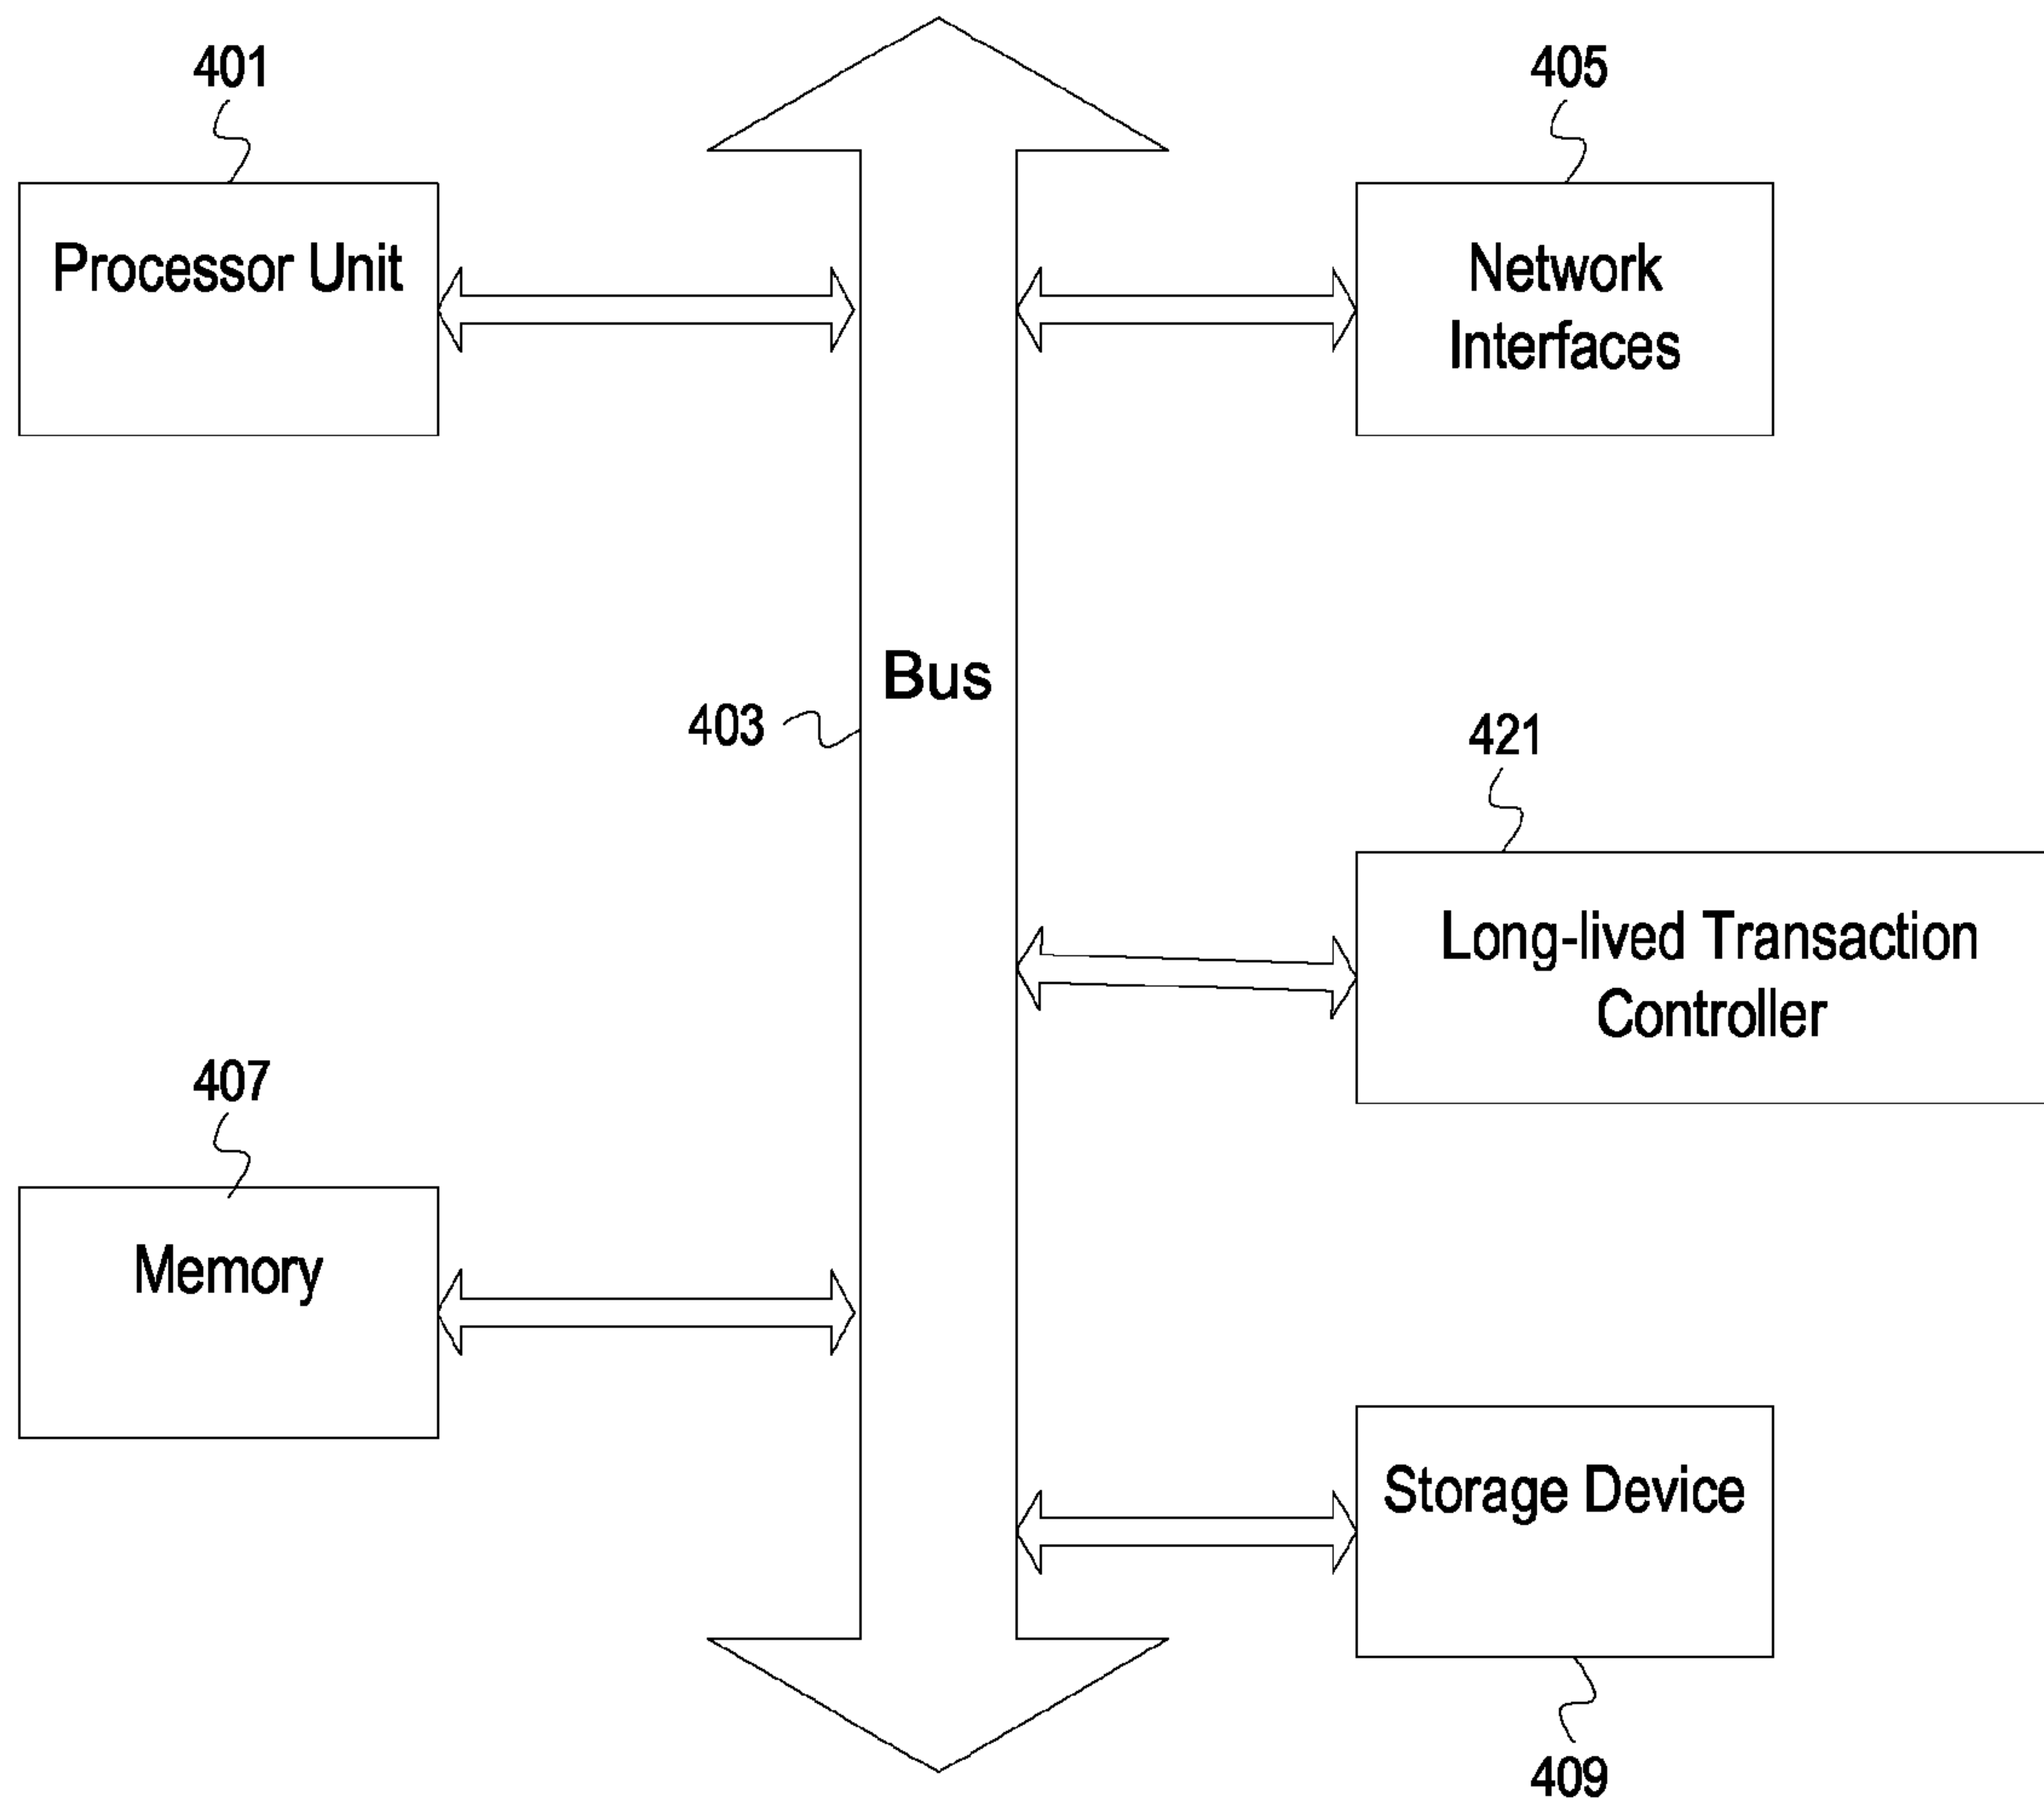 401
405
Processor Unit
Network
Interfaces
Bus
403
421
Long-lived Transaction
Controller
407
Memory
Storage Device
409